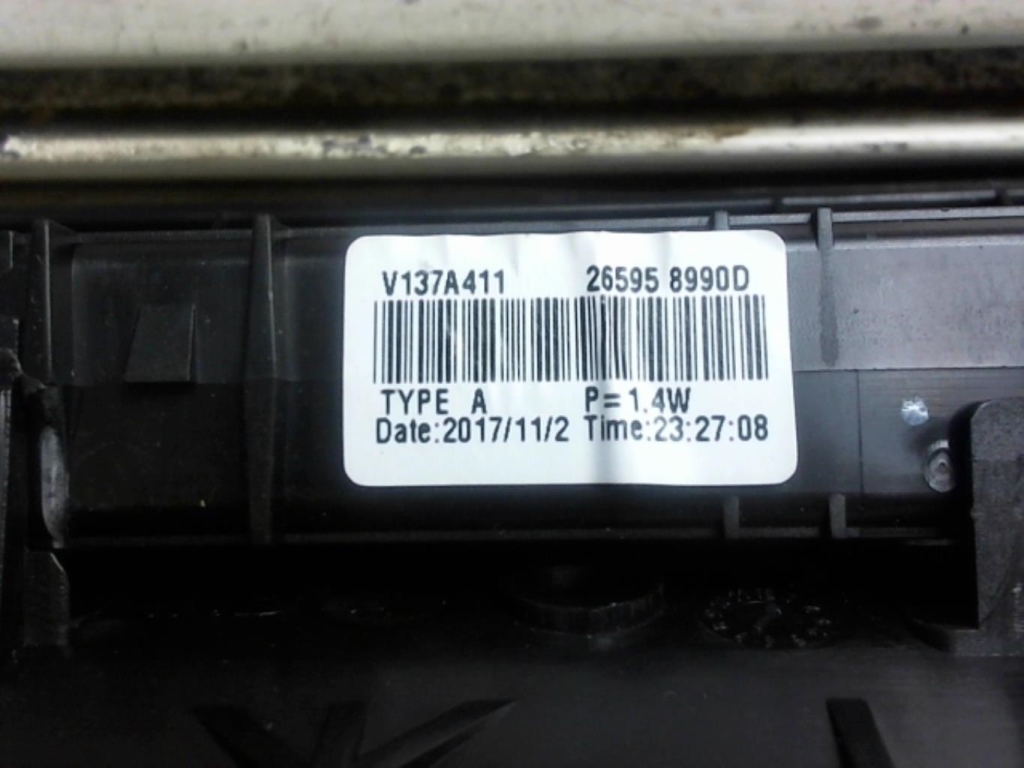 V137A411 26595 8990D
TYPE A P=1.4W
Date:2017/11/2 Time:23:27:08